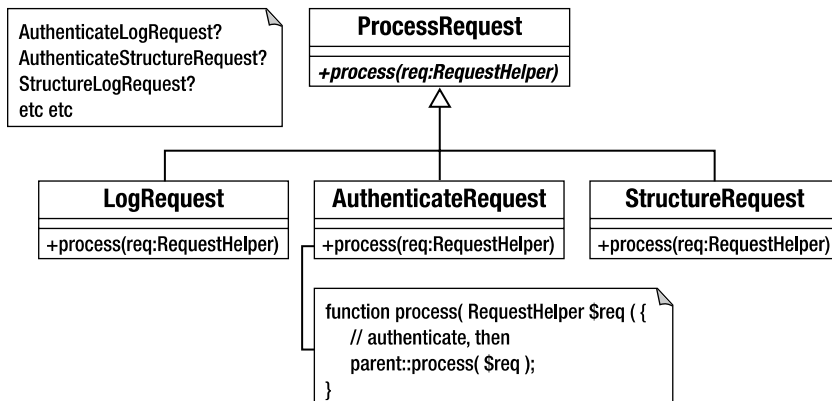 AuthenticateLogRequest?
AuthenticateStructureRequest?
StructureLogRequest?
etc etc
ProcessRequest
+process(req:RequestHelper)
LogRequest
+process(req:RequestHelper)
AuthenticateRequest
+process(req:RequestHelper)
StructureRequest
+process(req:RequestHelper)
function process( RequestHelper $req ( {
// authenticate, then
parent::process( $req );
}